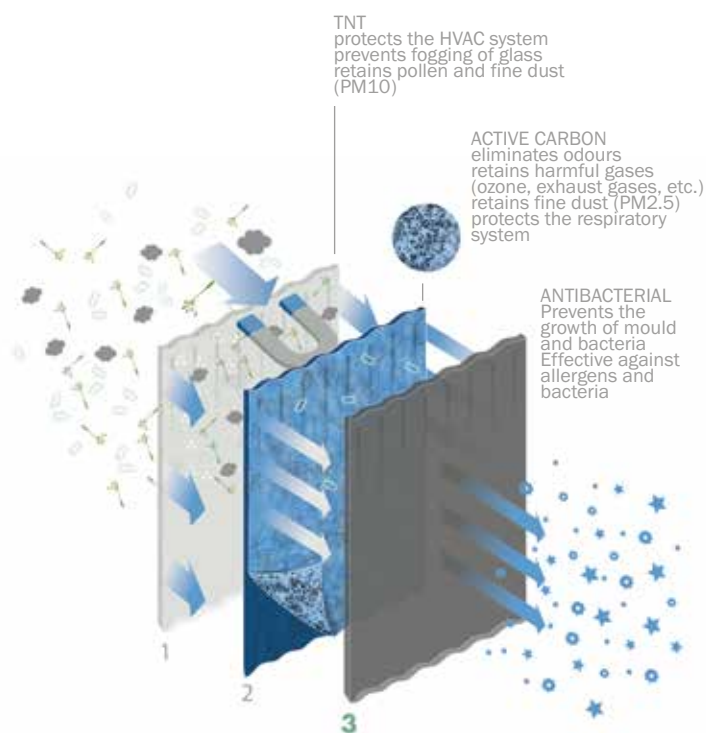 TNT
protects the HVAC system
prevents fogging of glass
retains pollen and fine dust
(PM10)
ACTIVE CARBON
eliminates odours
retains harmful gases
(ozone, exhaust gases, etc.)
retains fine dust (PM2.5)
protects the respiratory
system
ANTIBACTERIAL
Prevents the
growth of mould
and bacteria
Effective against
allergens and
bacteria
1
2
3